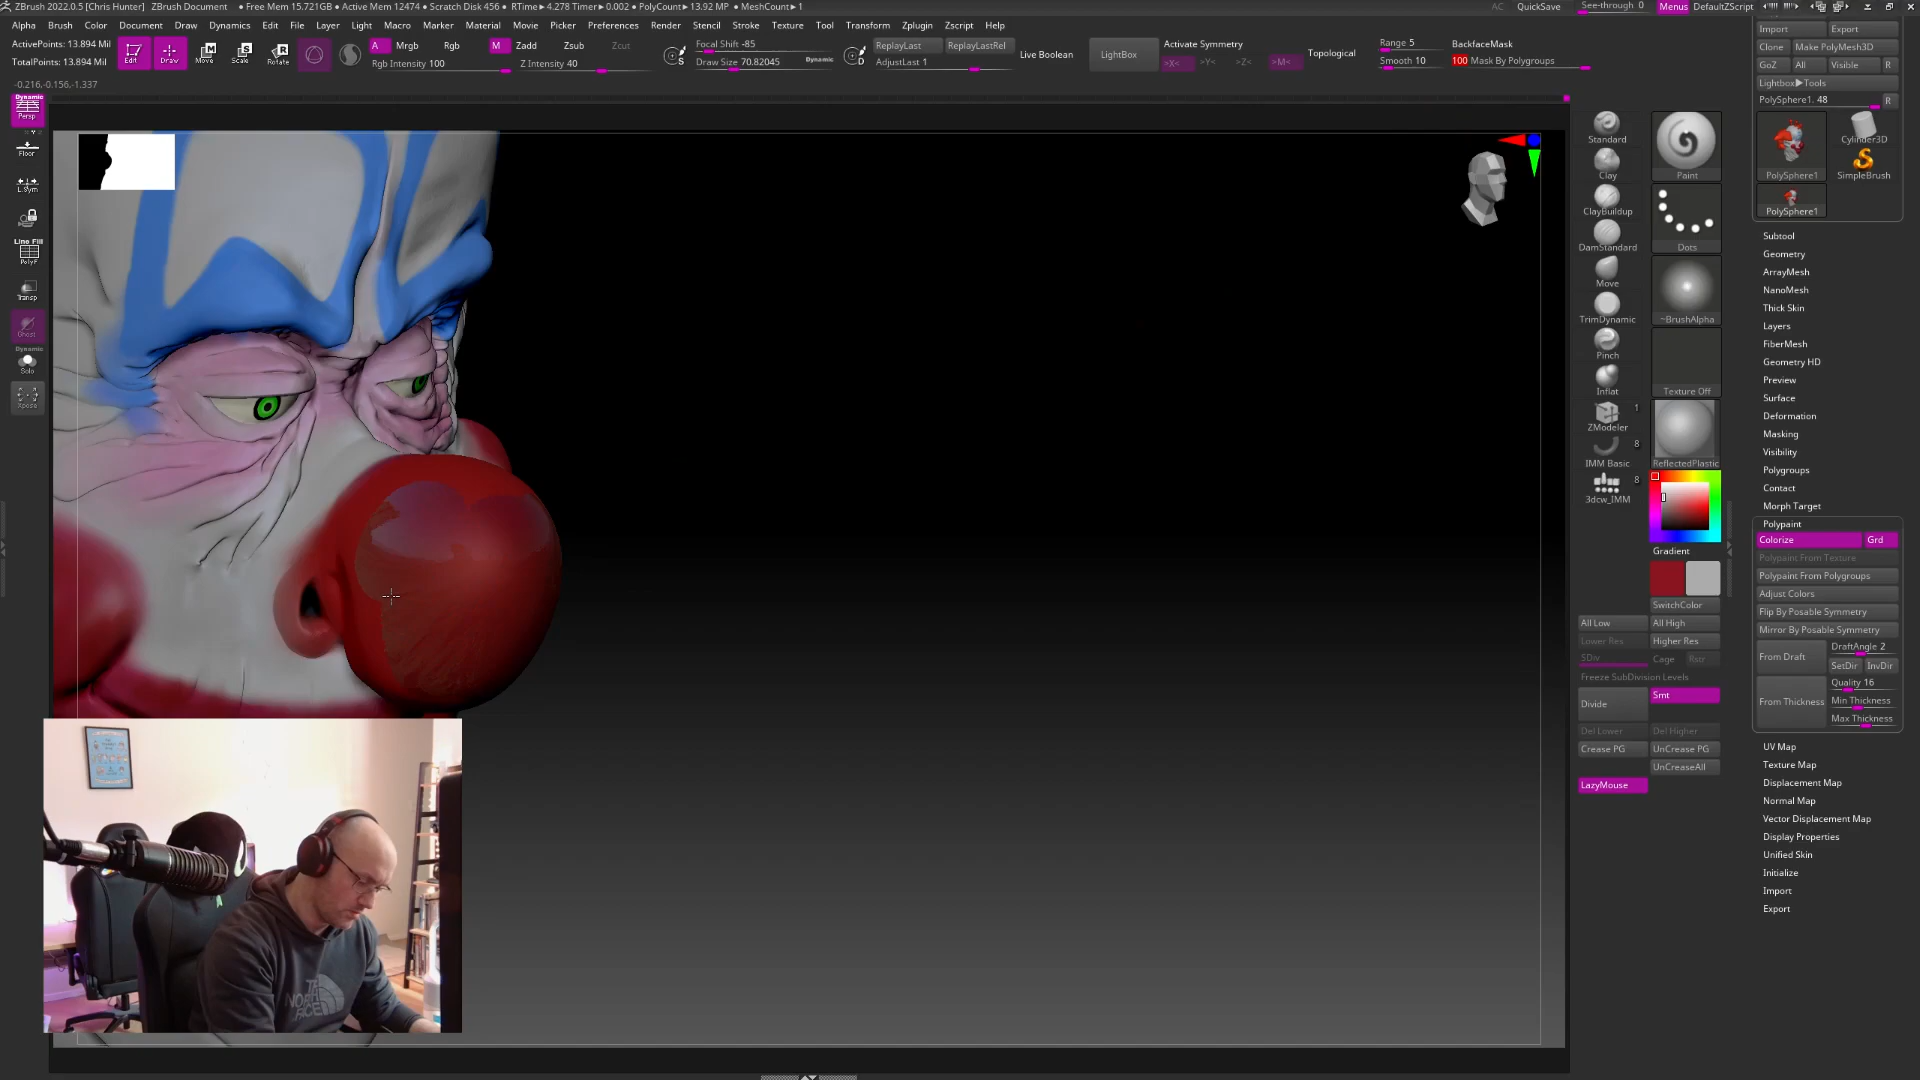 ZBrush 2022.0.5 [Chris Hunter] ZBrush Document • Free Mem 15.721GB • Active Mem 12474 • Scratch Disk 456 • RTime▸4.278 Timer▸0.002 • PolyCount▸13.92 MP • MeshCount▸1 AC QuickSave See-through 0 Menus DefaultZScript
Alpha Brush Color Document Draw Dynamics Edit File Layer Light Macro Marker Material Movie Picker Preferences Render Stencil Stroke Texture Tool Transform Zplugin Zscript Help
ActivePoints: 13.894 Mil
TotalPoints: 13.894 Mil
Edit Draw Move Scale Rotate
A Mrgb Rgb M Zadd Zsub Zcut
Rgb Intensity 100 Z Intensity 40
S
Focal Shift -85
Draw Size 70.82045 Dynamic
D
ReplayLast ReplayLastRel
AdjustLast 1
Live Boolean
LightBox
Activate Symmetry
>X< >Y< >Z< >M<
Topological
Range 5
Smooth 10
BackfaceMask
100 Mask By Polygroups
-0.216,-0.156,-1.337
Dynamic
Persp
Floor
L.Sym
Line Fill
PolyF
Transp
Ghost
Dynamic
Solo
Xpose
Standard
Clay
ClayBuildup
DamStandard
Move
TrimDynamic
Pinch
Inflat
1
ZModeler
8
IMM Basic
8
3dcw_IMM
Paint
Dots
~BrushAlpha
Texture Off
ReflectedPlastic
Gradient
SwitchColor
All Low All High
Lower Res Higher Res
SDiv Cage Rstr
Freeze SubDivision Levels
Divide Smt
Del Lower Del Higher
Crease PG UnCrease PG
UnCreaseAll
LazyMouse
Import Export
Clone Make PolyMesh3D
GoZ All Visible R
Lightbox▸Tools
PolySphere1. 48 R
PolySphere1
Cylinder3D
SimpleBrush
PolySphere1
Subtool
Geometry
ArrayMesh
NanoMesh
Thick Skin
Layers
FiberMesh
Geometry HD
Preview
Surface
Deformation
Masking
Visibility
Polygroups
Contact
Morph Target
Polypaint
Colorize Grd
Polypaint From Texture
Polypaint From Polygroups
Adjust Colors
Flip By Posable Symmetry
Mirror By Posable Symmetry
From Draft DraftAngle 2
SetDir InvDir
From Thickness Quality 16
Min Thickness
Max Thickness
UV Map
Texture Map
Displacement Map
Normal Map
Vector Displacement Map
Display Properties
Unified Skin
Initialize
Import
Export
THE
NORTH
FACE